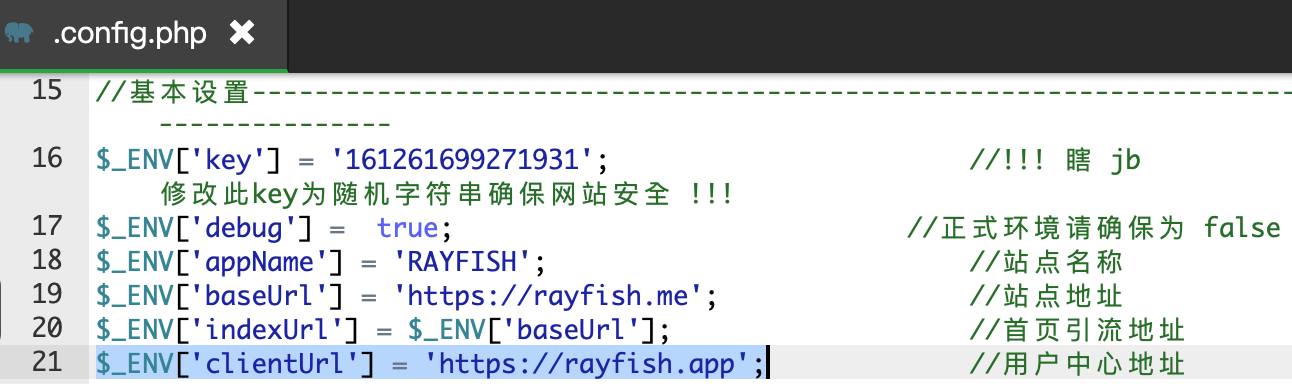 .config.php
15 //基本设置------------------------------------------------------------------------------------
---------------
16 $_ENV['key'] = '161261699271931'; //!!! 瞎 jb
修改此key为随机字符串确保网站安全 !!!
17 $_ENV['debug'] =  true; //正式环境请确保为 false
18 $_ENV['appName'] = 'RAYFISH'; //站点名称
19 $_ENV['baseUrl'] = 'https://rayfish.me'; //站点地址
20 $_ENV['indexUrl'] = $_ENV['baseUrl']; //首页引流地址
21 $_ENV['clientUrl'] = 'https://rayfish.app'; //用户中心地址